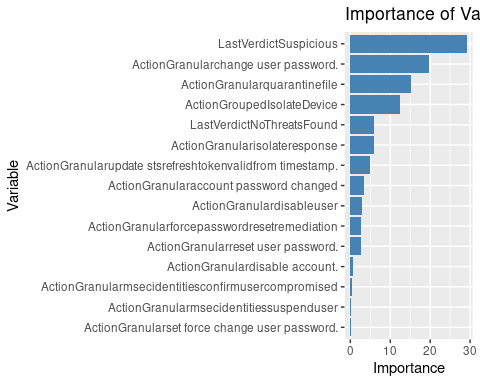 Importance of Va
LastVerdictSuspicious
ActionGranularchange user password.
ActionGranularquarantinefile
ActionGroupedIsolateDevice
LastVerdictNoThreatsFound
ActionGranularisolateresponse
ActionGranularupdate stsrefreshtokenvalidfrom timestamp.
ActionGranularaccount password changed
ActionGranulardisableuser
ActionGranularforcepasswordresetremediation
ActionGranularreset user password.
ActionGranulardisable account.
ActionGranularmsecidentitiesconfirmusercompromised
ActionGranularmsecidentitiessuspenduser
ActionGranularset force change user password.
Variable
0 10 20 30
Importance